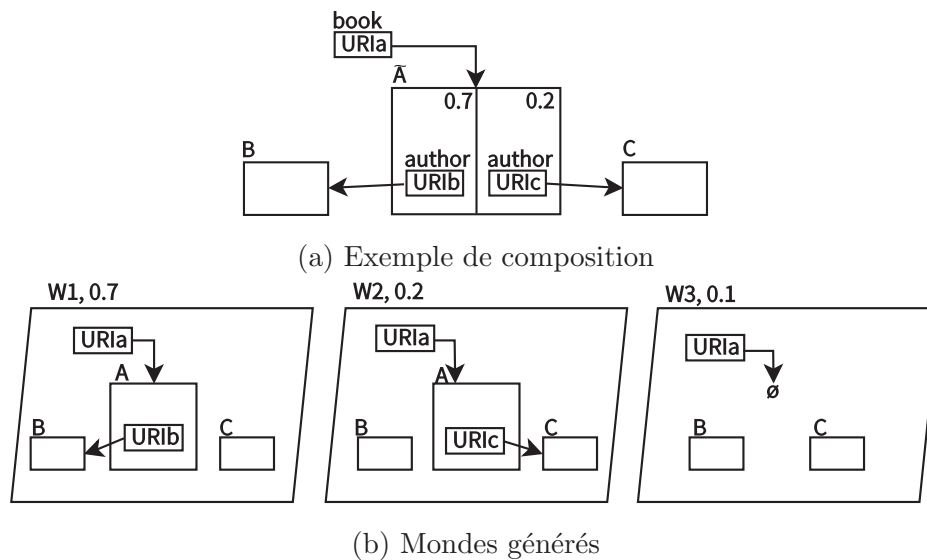 book
URIa
Ã
0.7 0.2
B
C
author author
URIb URIc
(a) Exemple de composition
W1, 0.7 W2, 0.2 W3, 0.1
URIa URIa URIa
A A ø
B URIb C B URIc C B C
(b) Mondes générés